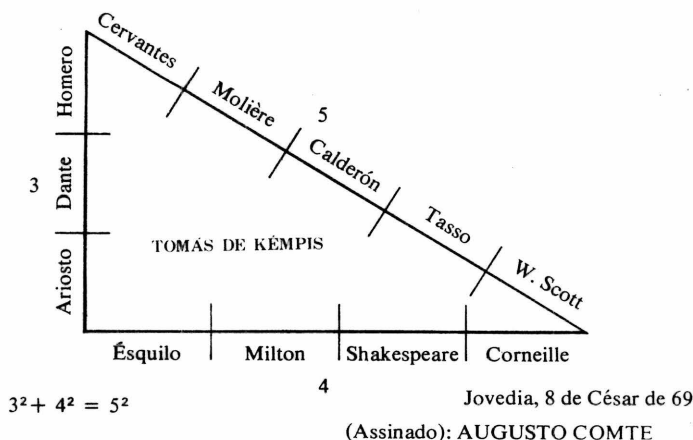 Cervantes
Molière
5
Calderón
Tasso
W. Scott
Homero
Dante
Ariosto
3
TOMÁS DE KÉMPIS
Ésquilo Milton Shakespeare Corneille
4
3² + 4² = 5²
Jovedia, 8 de César de 69
(Assinado): AUGUSTO COMTE